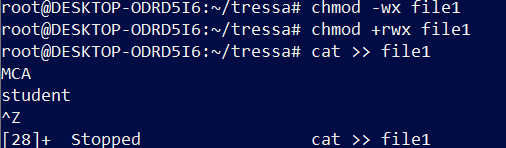 root@DESKTOP-ODRD5I6:~/tressa# chmod -wx file1
root@DESKTOP-ODRD5I6:~/tressa# chmod +rwx file1
root@DESKTOP-ODRD5I6:~/tressa# cat >> file1
MCA
student
^Z
[28]+  Stopped                 cat >> file1